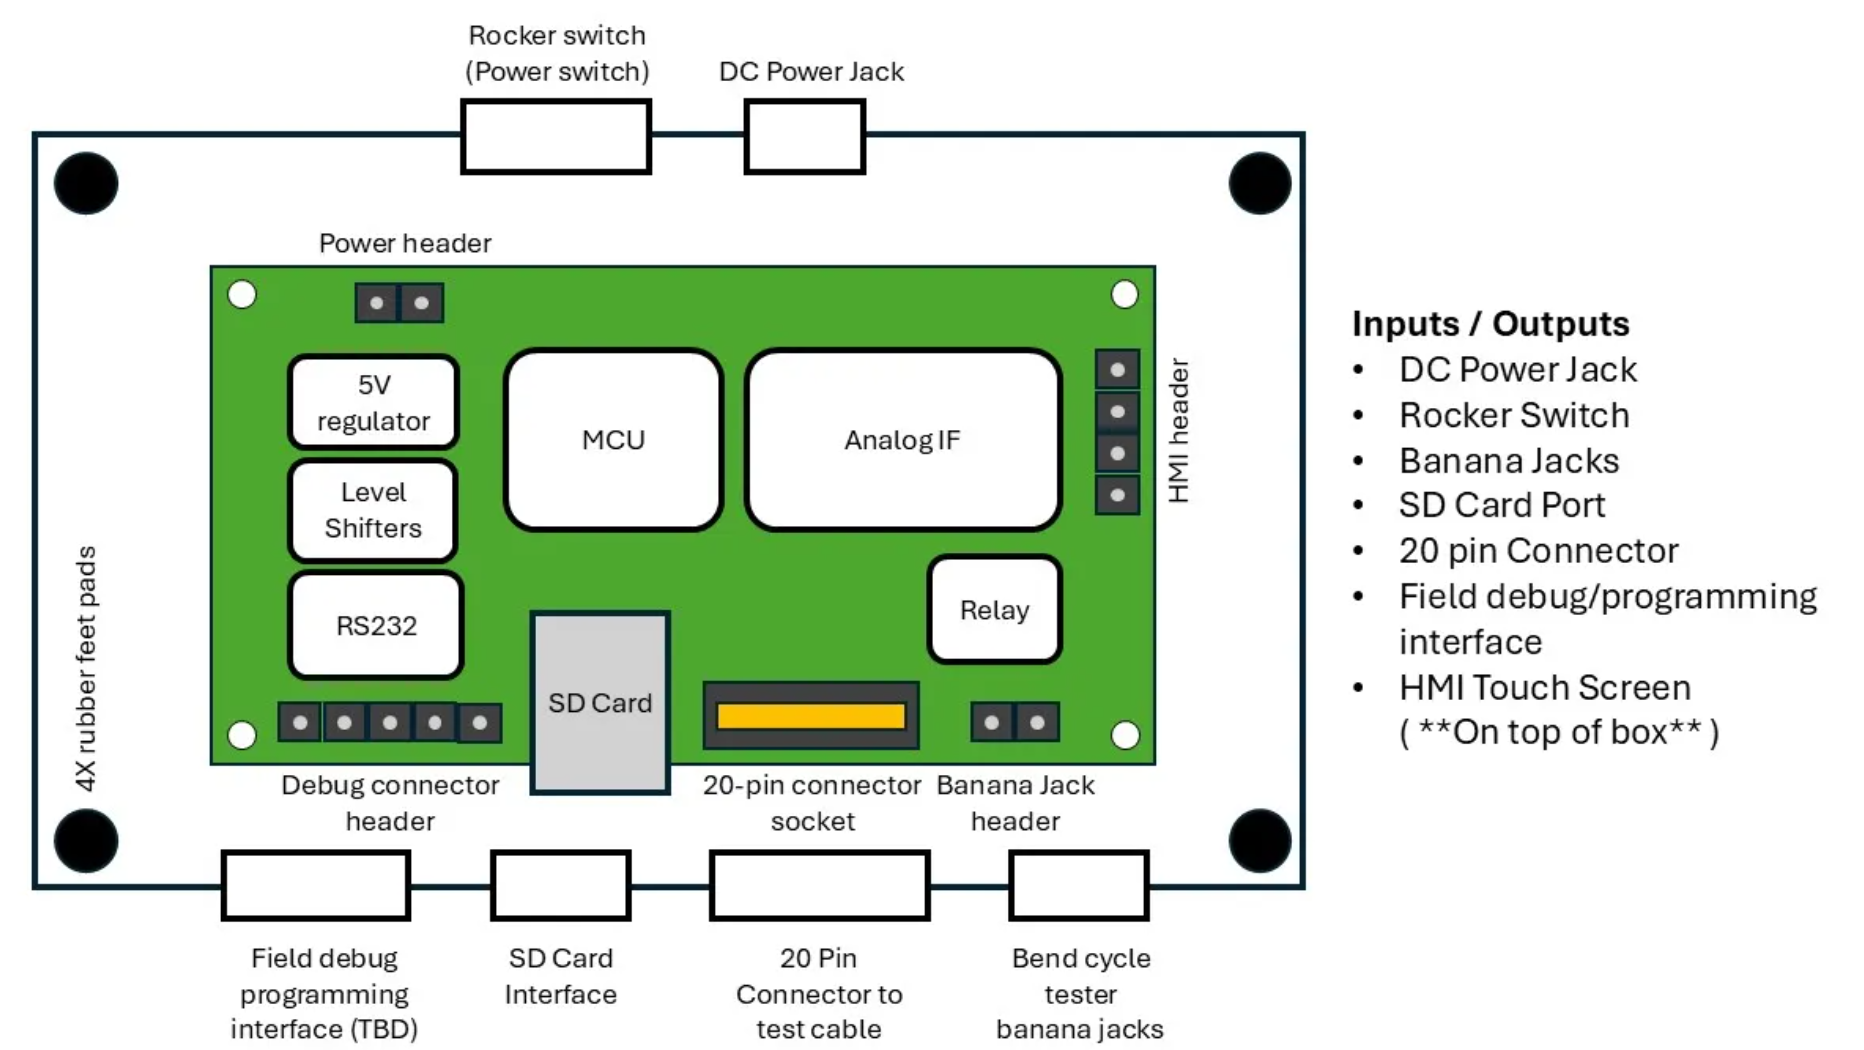 Rocker switch
(Power switch)
DC Power Jack
Power header
5V
regulator
MCU
Analog IF
HMI header
Level
Shifters
RS232
Relay
SD Card
4X rubber feet pads
Debug connector
header
20-pin connector
socket
Banana Jack
header
Field debug
programming
interface (TBD)
SD Card
Interface
20 Pin
Connector to
test cable
Bend cycle
tester
banana jacks
Inputs / Outputs
• DC Power Jack
• Rocker Switch
• Banana Jacks
• SD Card Port
• 20 pin Connector
• Field debug/programming
interface
• HMI Touch Screen
( **On top of box** )